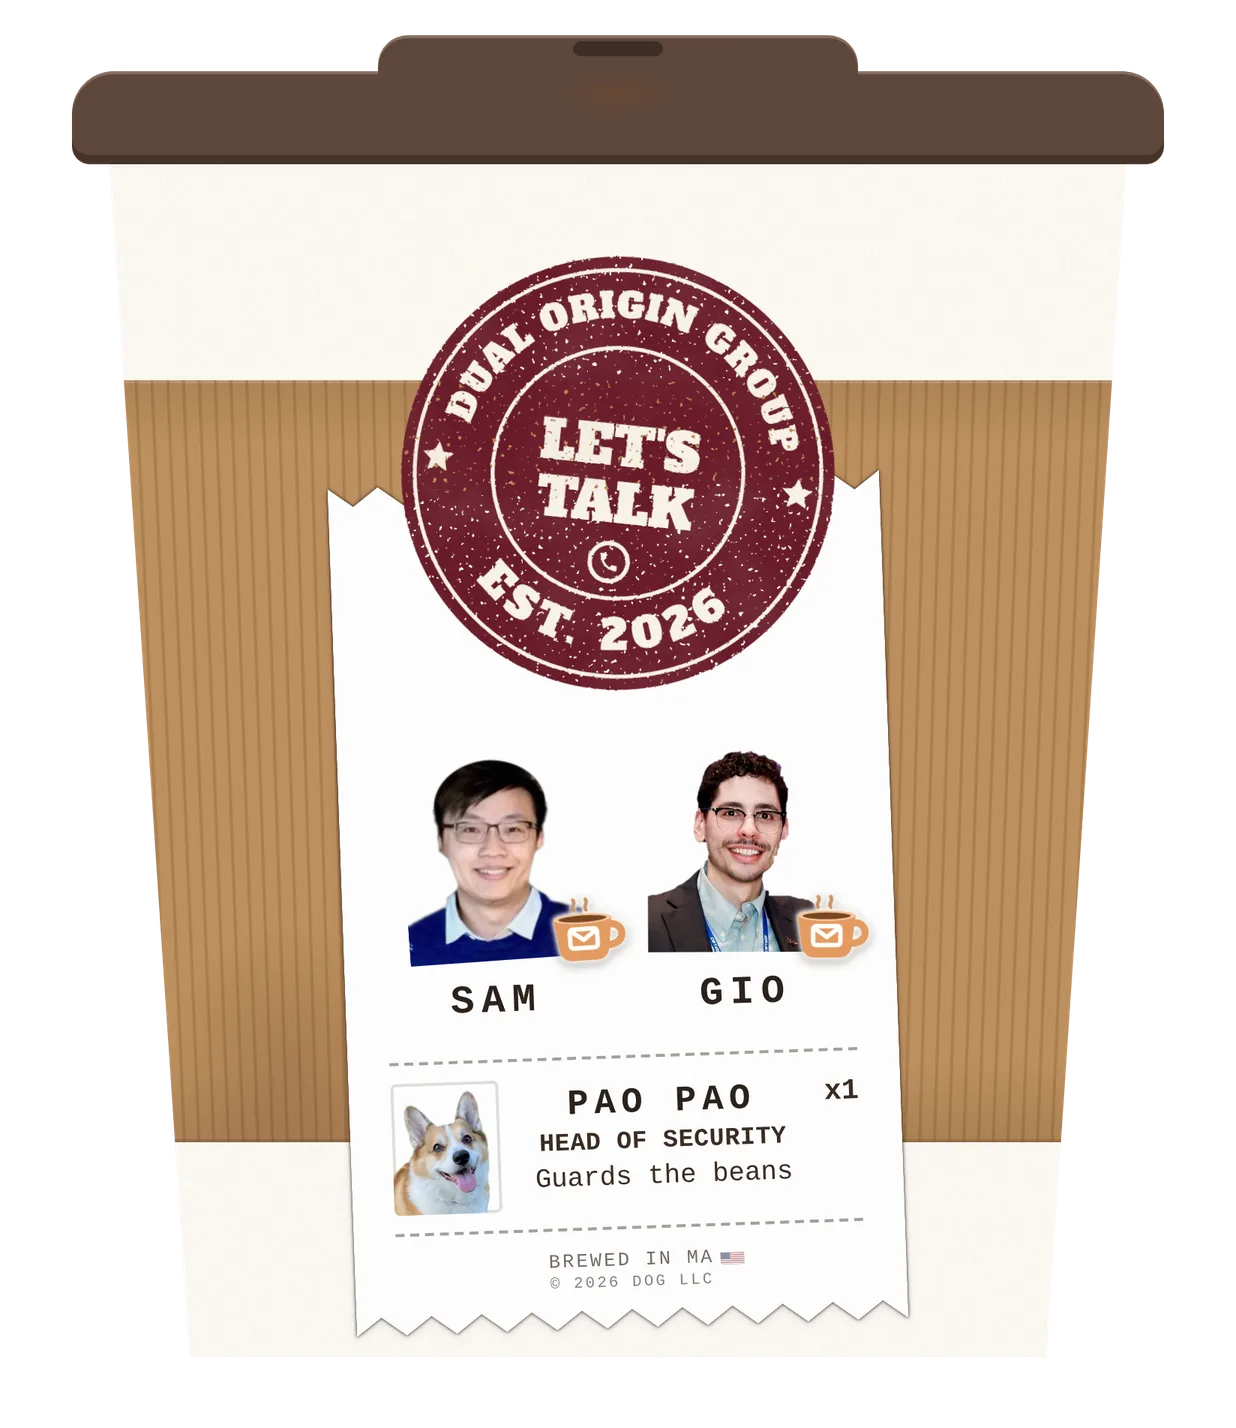 DUAL ORIGIN GROUP
LET'S
TALK
EST. 2026
SAM
GIO
PAO PAO
x1
HEAD OF SECURITY
Guards the beans
BREWED IN MA
© 2026 DOG LLC